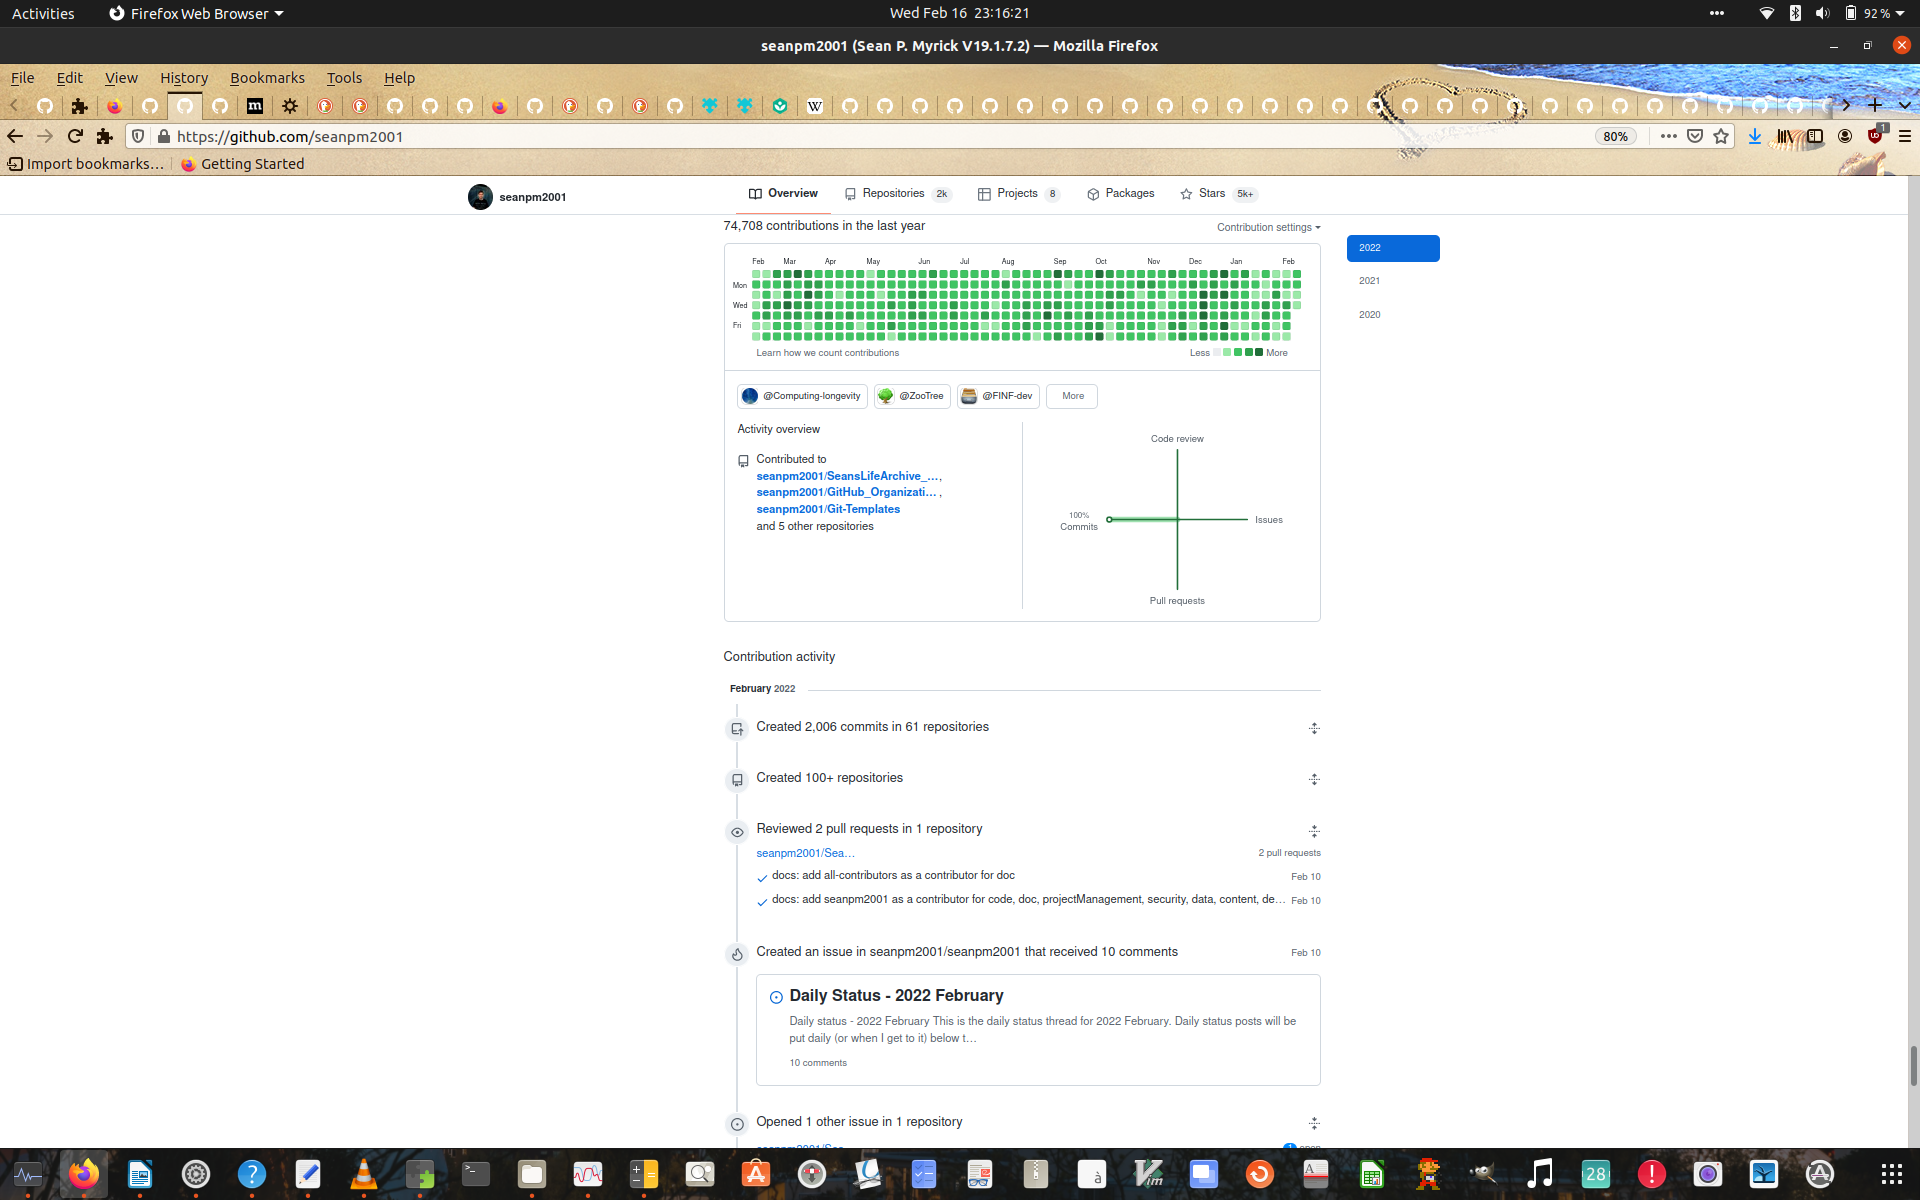 Activities
Firefox Web Browser
Wed Feb 16 23:16:21
92 %
seanpm2001 (Sean P. Myrick V19.1.7.2) — Mozilla Firefox
File Edit View History Bookmarks Tools Help
https://github.com/seanpm2001
80%
1
Import bookmarks…
Getting Started
seanpm2001
Overview
Repositories 2k
Projects 8
Packages
Stars 5k+
74,708 contributions in the last year
Contribution settings
2022
2021
2020
Feb Mar Apr May Jun Jul Aug Sep Oct Nov Dec Jan Feb
Mon
Wed
Fri
Learn how we count contributions
Less
More
@Computing-longevity
@ZooTree
@FINF-dev
More
Activity overview
Contributed to
seanpm2001/SeansLifeArchive_…,
seanpm2001/GitHub_Organizati… ,
seanpm2001/Git-Templates
and 5 other repositories
Code review
100%
Commits
Issues
Pull requests
Contribution activity
February 2022
Created 2,006 commits in 61 repositories
Created 100+ repositories
Reviewed 2 pull requests in 1 repository
seanpm2001/Sea…
2 pull requests
docs: add all-contributors as a contributor for doc
Feb 10
docs: add seanpm2001 as a contributor for code, doc, projectManagement, security, data, content, de…
Feb 10
Created an issue in seanpm2001/seanpm2001 that received 10 comments
Feb 10
Daily Status - 2022 February
Daily status - 2022 February This is the daily status thread for 2022 February. Daily status posts will be
put daily (or when I get to it) below t…
10 comments
Opened 1 other issue in 1 repository
28